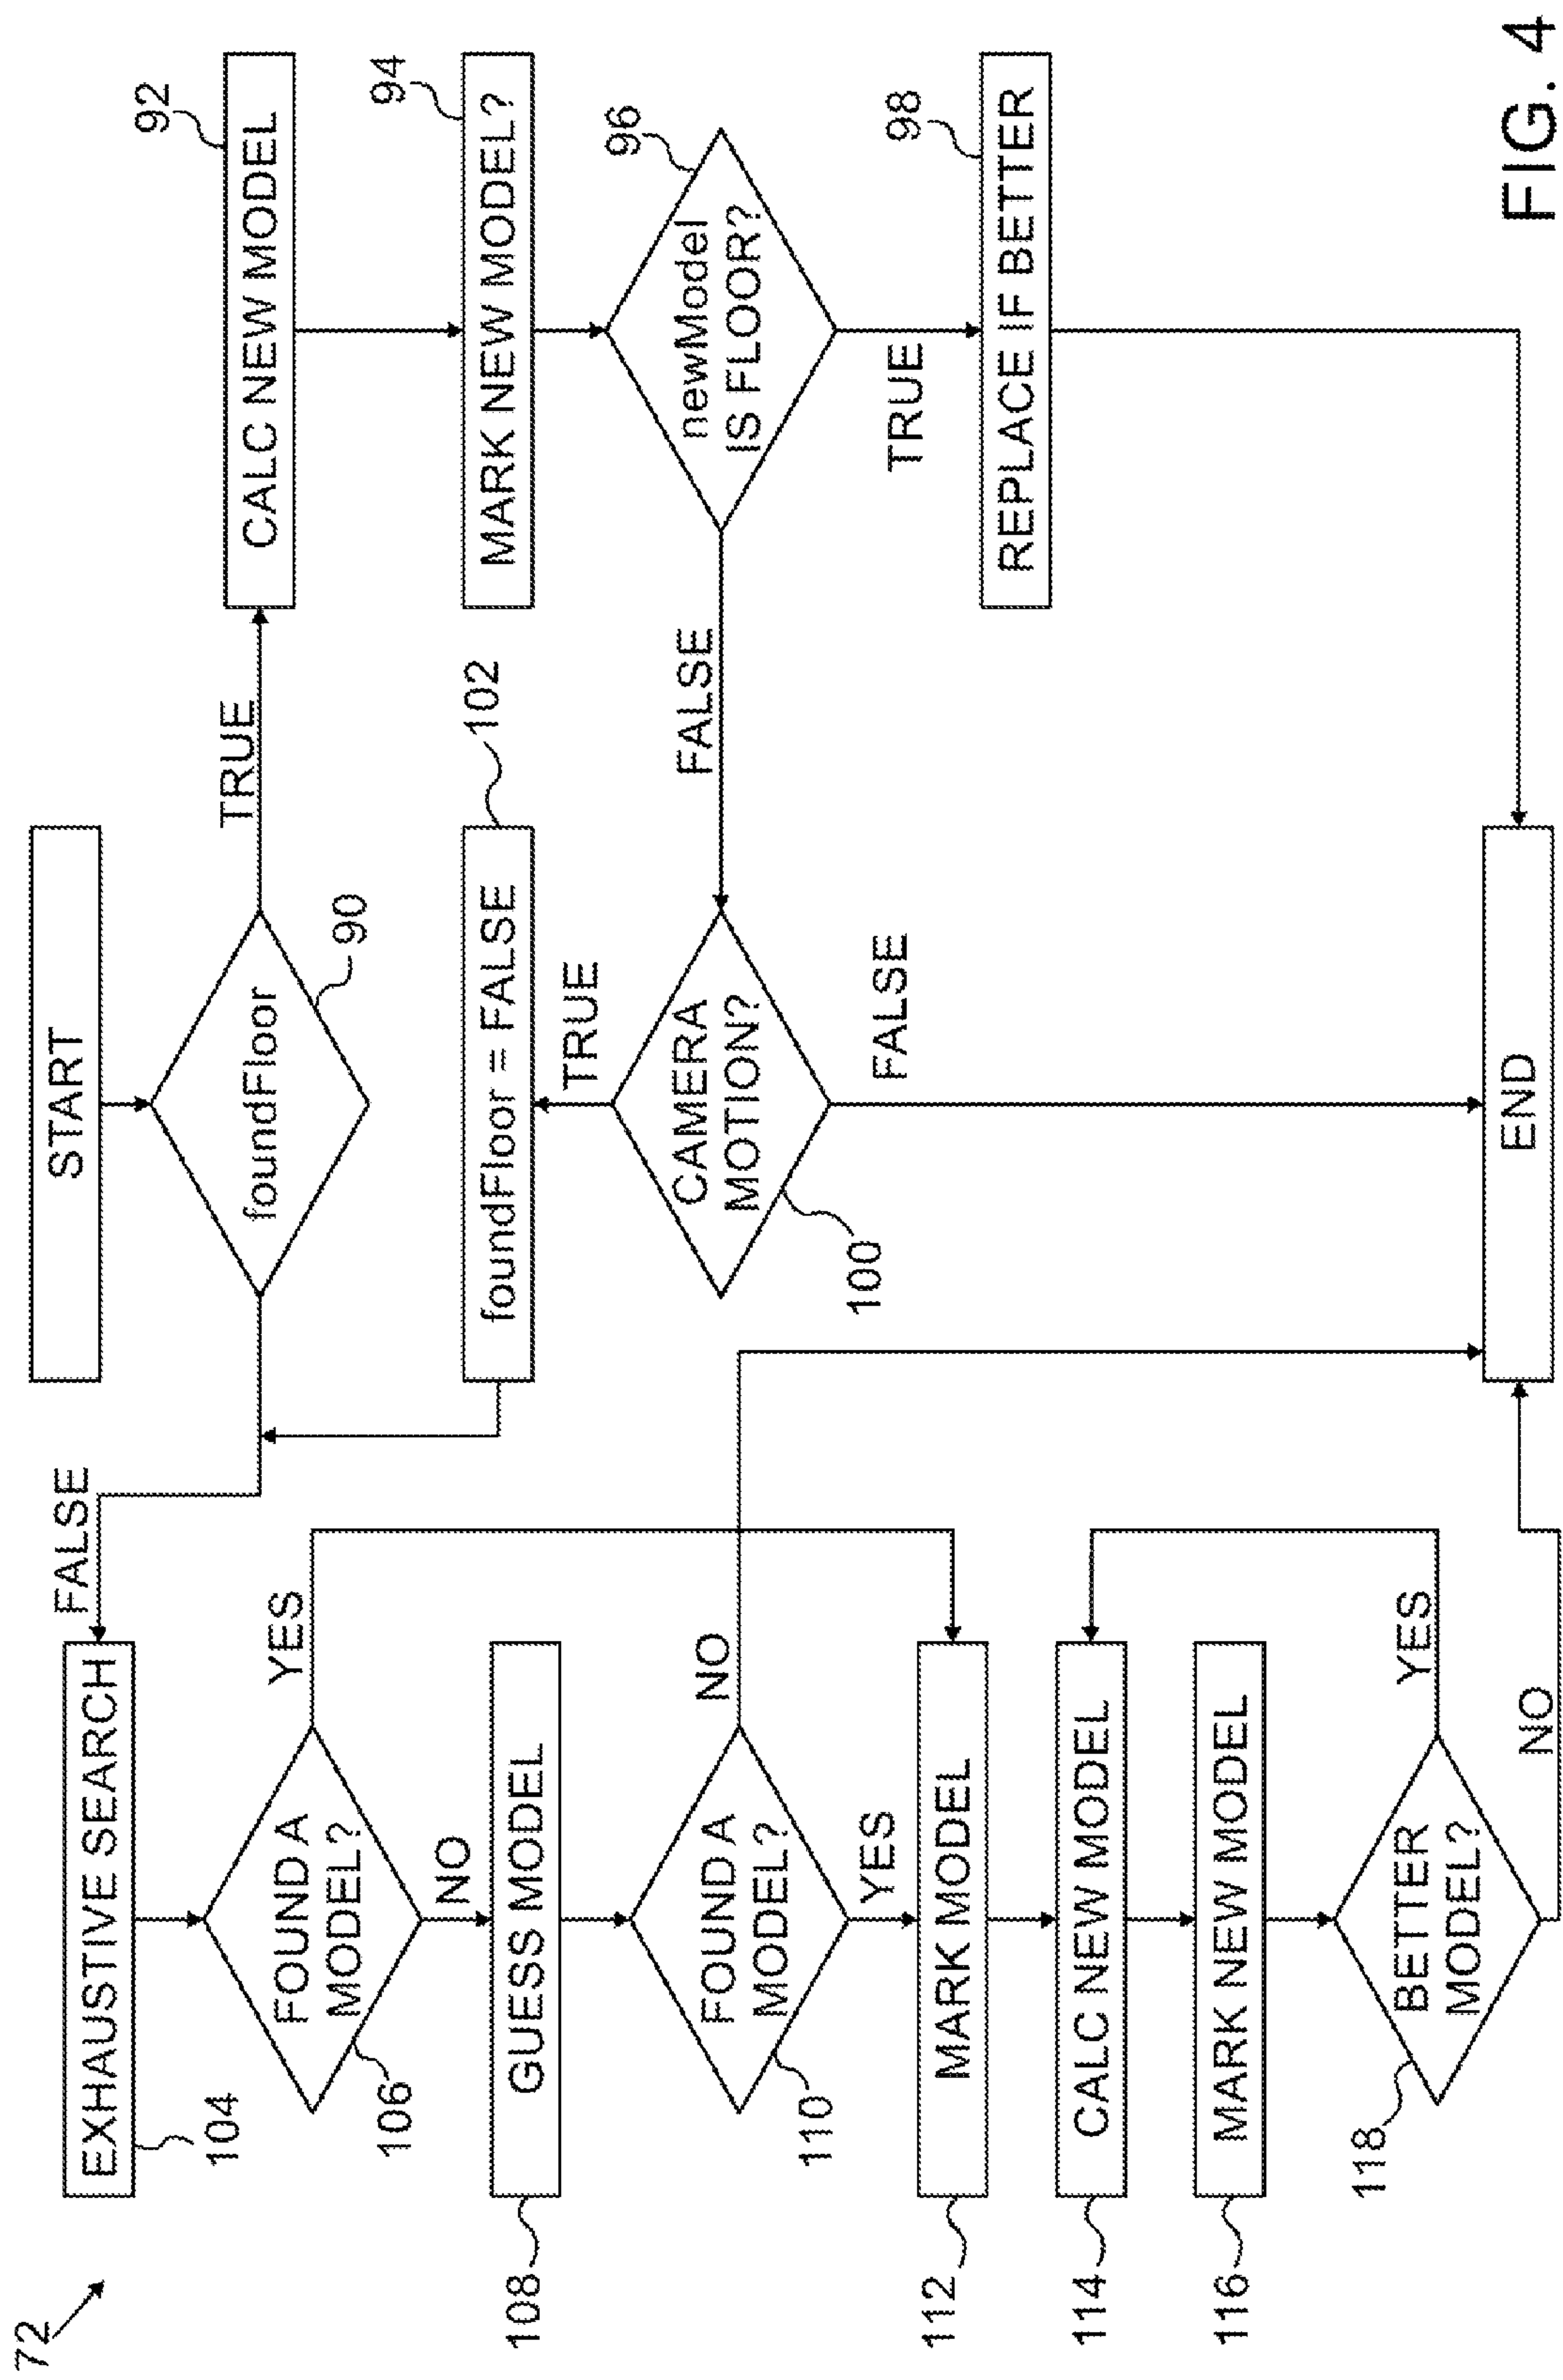 72
START
foundFloor
90
TRUE
FALSE
CALC NEW MODEL
92
MARK NEW MODEL?
94
newModel
IS FLOOR?
96
TRUE
FALSE
REPLACE IF BETTER
98
CAMERA
MOTION?
100
TRUE
FALSE
foundFloor = FALSE
102
EXHAUSTIVE SEARCH
104
FOUND A
MODEL?
106
YES
NO
GUESS MODEL
108
FOUND A
MODEL?
110
NO
YES
MARK MODEL
112
CALC NEW MODEL
114
MARK NEW MODEL
116
BETTER
MODEL?
118
YES
NO
END
FIG. 4